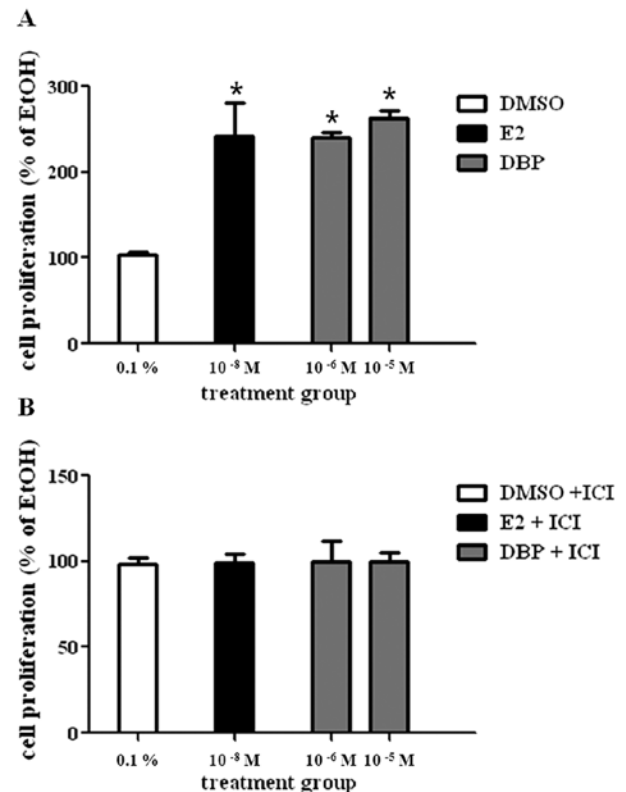 A
cell proliferation (% of EtOH)
300
200
100
0
* * *
0.1 % 10 -8 M 10 -6 M 10 -5 M
treatment group
DMSO
E2
DBP
B
cell proliferation (% of EtOH)
150
100
50
0
0.1 % 10 -8 M 10 -6 M 10 -5 M
treatment group
DMSO +ICI
E2 + ICI
DBP + ICI